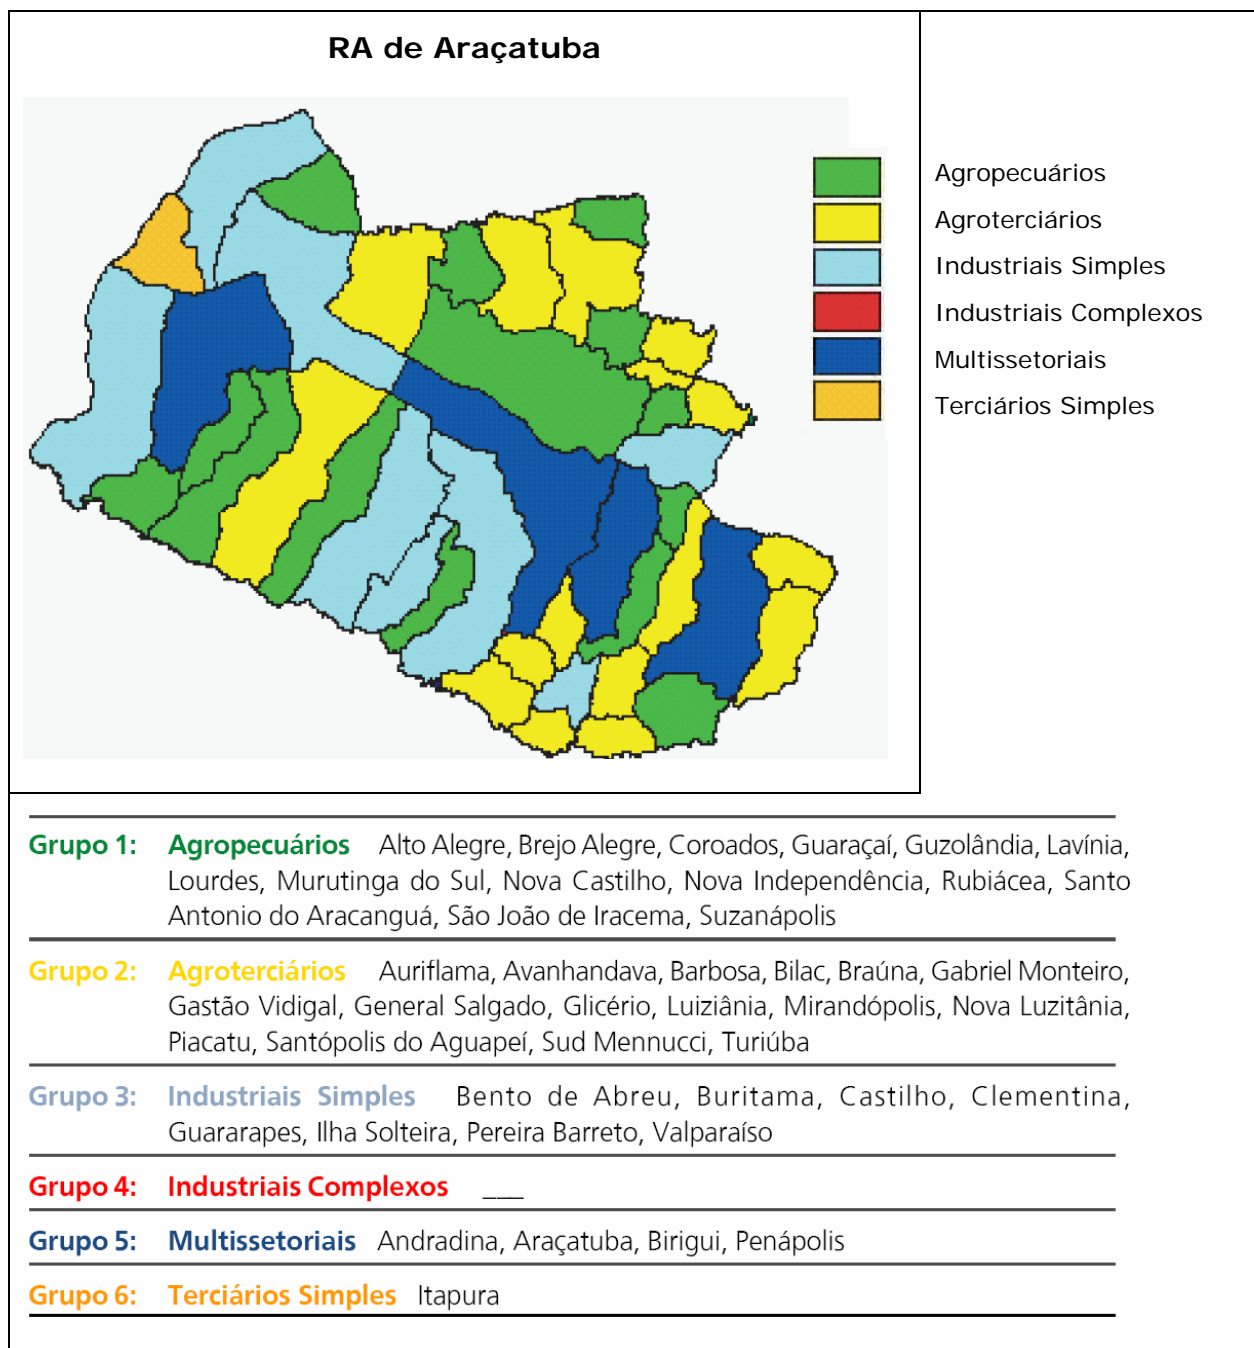 RA de Araçatuba
Agropecuários
Agroterciários
Industriais Simples
Industriais Complexos
Multissetoriais
Terciários Simples
Grupo 1: Agropecuários Alto Alegre, Brejo Alegre, Coroados, Guaraçaí, Guzolândia, Lavínia,
Lourdes, Murutinga do Sul, Nova Castilho, Nova Independência, Rubiácea, Santo
Antonio do Aracanguá, São João de Iracema, Suzanápolis
Grupo 2: Agroterciários Auriflama, Avanhandava, Barbosa, Bilac, Braúna, Gabriel Monteiro,
Gastão Vidigal, General Salgado, Glicério, Luiziânia, Mirandópolis, Nova Luzitânia,
Piacatu, Santópolis do Aguapeí, Sud Mennucci, Turiúba
Grupo 3: Industriais Simples Bento de Abreu, Buritama, Castilho, Clementina,
Guararapes, Ilha Solteira, Pereira Barreto, Valparaíso
Grupo 4: Industriais Complexos ___
Grupo 5: Multissetoriais Andradina, Araçatuba, Birigui, Penápolis
Grupo 6: Terciários Simples Itapura